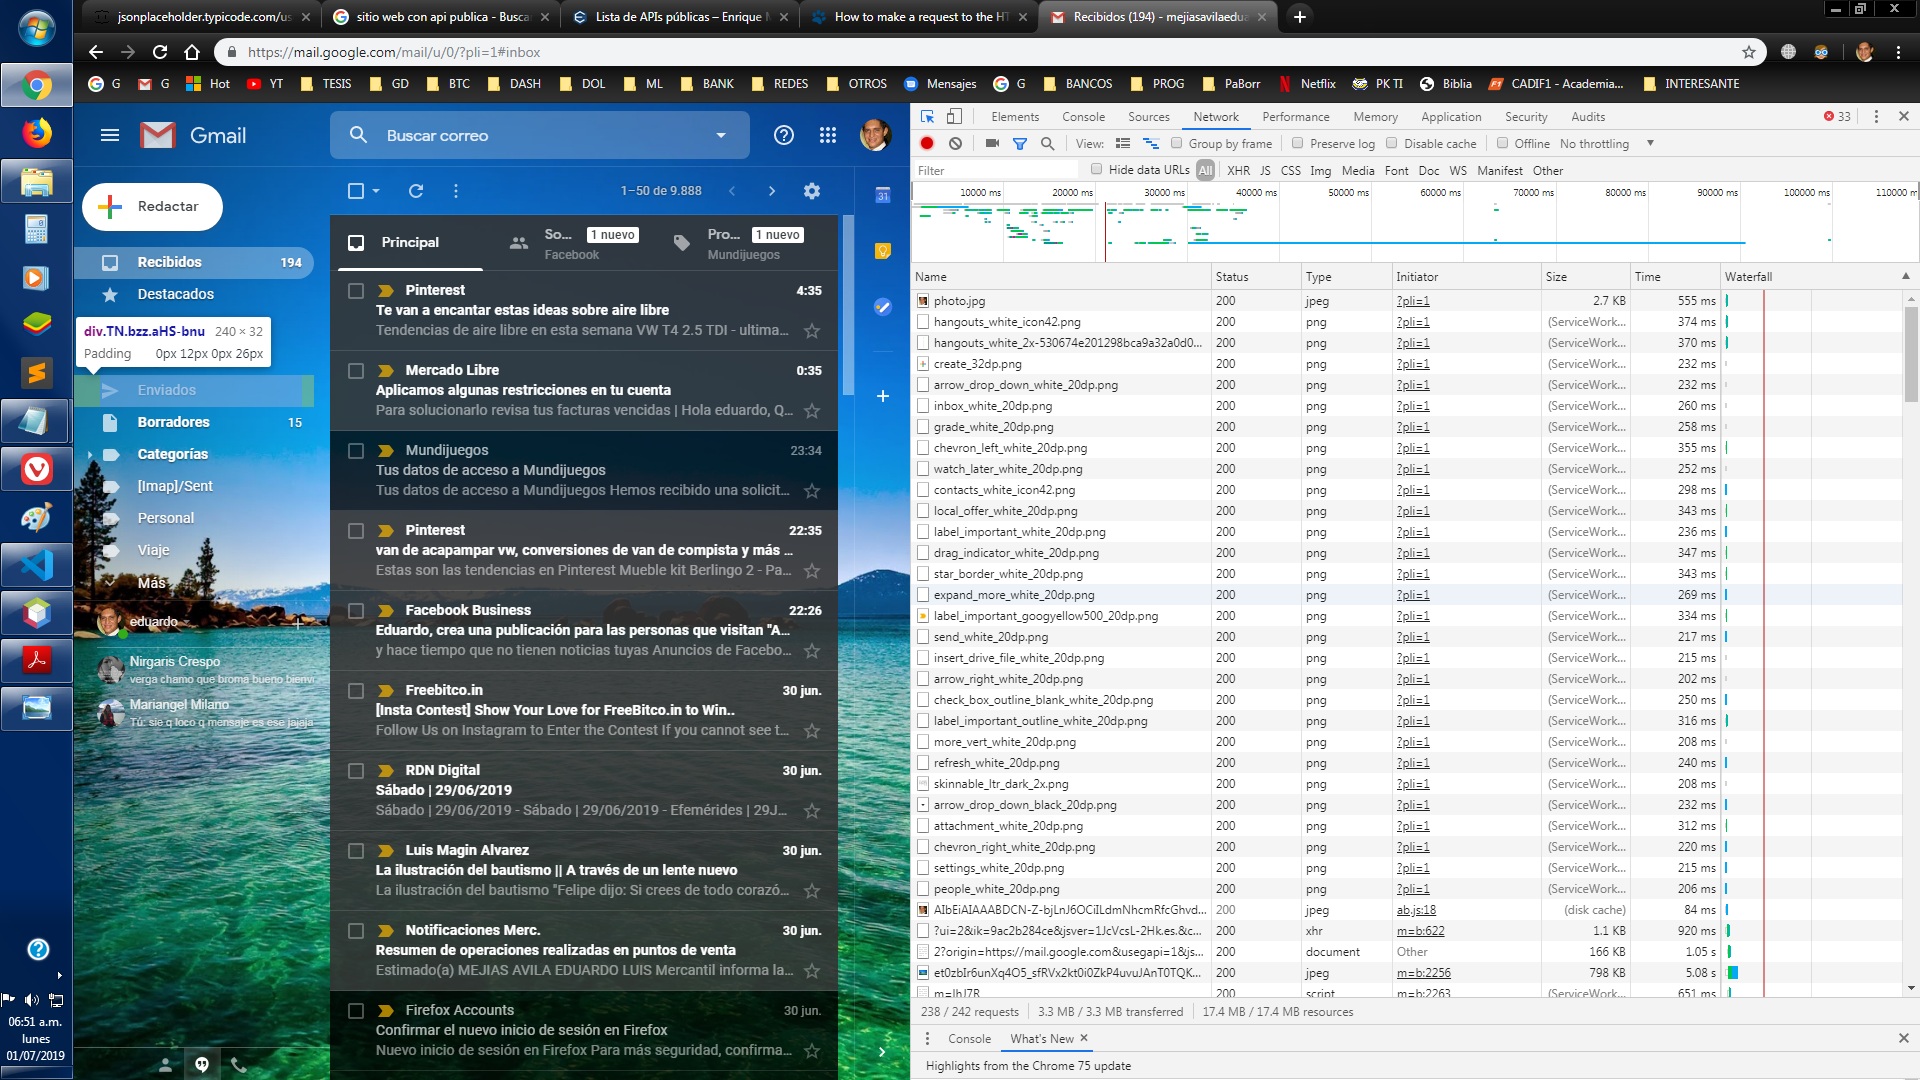 jsonplaceholder.typicode.com/us
sitio web con api publica - Busca
Lista de APIs públicas – Enrique
How to make a request to the HT
Recibidos (194) - mejiasavilaedua
https://mail.google.com/mail/u/0/?pli=1#inbox
G G Hot YT TESIS GD BTC DASH DOL ML BANK REDES OTROS Mensajes G BANCOS PROG PaBorr Netflix PK TI Biblia CADIF1 - Academia... INTERESANTE
Gmail
Buscar correo
Redactar
1–50 de 9.888
Recibidos 194
Destacados
div.TN.bzz.aHS-bnu 240 × 32
Padding 0px 12px 0px 26px
Enviados
Borradores 15
Categorías
[Imap]/Sent
Personal
Viaje
Más
eduardo
Nirgaris Crespo
verga chamo que broma bueno bienvr
Mariangel Milano
Tú: sie q loco q mensaje es ese jajaja
06:51 a.m.
lunes
01/07/2019
Principal
So... 1 nuevo
Facebook
Pro... 1 nuevo
Mundijuegos
Pinterest 4:35
Te van a encantar estas ideas sobre aire libre
Tendencias de aire libre en esta semana VW T4 2.5 TDI - ultima...
Mercado Libre 0:35
Aplicamos algunas restricciones en tu cuenta
Para solucionarlo revisa tus facturas vencidas | Hola eduardo, Q...
Mundijuegos 23:34
Tus datos de acceso a Mundijuegos
Tus datos de acceso a Mundijuegos Hemos recibido una solicit...
Pinterest 22:35
van de acapampar vw, conversiones de van de compista y más ...
Estas son las tendencias en Pinterest Mueble kit Berlingo 2 - Pa...
Facebook Business 22:26
Eduardo, crea una publicación para las personas que visitan "A...
y hace tiempo que no tienen noticias tuyas Anuncios de Facebo...
Freebitco.in 30 jun.
[Insta Contest] Show Your Love for FreeBitco.in to Win..
Follow Us on Instagram to Enter the Contest If you cannot see t...
RDN Digital 30 jun.
Sábado | 29/06/2019
Sábado | 29/06/2019 - Sábado | 29/06/2019 - Efemérides | 29J...
Luis Magin Alvarez 30 jun.
La ilustración del bautismo || A través de un lente nuevo
La ilustración del bautismo "Felipe dijo: Si crees de todo corazó...
Notificaciones Merc. 30 jun.
Resumen de operaciones realizadas en puntos de venta
Estimado(a) MEJIAS AVILA EDUARDO LUIS Mercantil informa la...
Firefox Accounts 30 jun.
Confirmar el nuevo inicio de sesión en Firefox
Nuevo inicio de sesión en Firefox Para más seguridad, confirma...
31
Elements Console Sources Network Performance Memory Application Security Audits 33
View: Group by frame Preserve log Disable cache Offline No throttling
Filter Hide data URLs All XHR JS CSS Img Media Font Doc WS Manifest Other
10000 ms 20000 ms 30000 ms 40000 ms 50000 ms 60000 ms 70000 ms 80000 ms 90000 ms 100000 ms 110000 m
Name Status Type Initiator Size Time Waterfall
photo.jpg 200 jpeg ?pli=1 2.7 KB 555 ms
hangouts_white_icon42.png 200 png ?pli=1 (ServiceWork... 374 ms
hangouts_white_2x-530674e201298bca9a32a0d0... 200 png ?pli=1 (ServiceWork... 370 ms
create_32dp.png 200 png ?pli=1 (ServiceWork... 232 ms
arrow_drop_down_white_20dp.png 200 png ?pli=1 (ServiceWork... 232 ms
inbox_white_20dp.png 200 png ?pli=1 (ServiceWork... 260 ms
grade_white_20dp.png 200 png ?pli=1 (ServiceWork... 258 ms
chevron_left_white_20dp.png 200 png ?pli=1 (ServiceWork... 355 ms
watch_later_white_20dp.png 200 png ?pli=1 (ServiceWork... 252 ms
contacts_white_icon42.png 200 png ?pli=1 (ServiceWork... 298 ms
local_offer_white_20dp.png 200 png ?pli=1 (ServiceWork... 343 ms
label_important_white_20dp.png 200 png ?pli=1 (ServiceWork... 236 ms
drag_indicator_white_20dp.png 200 png ?pli=1 (ServiceWork... 347 ms
star_border_white_20dp.png 200 png ?pli=1 (ServiceWork... 343 ms
expand_more_white_20dp.png 200 png ?pli=1 (ServiceWork... 269 ms
label_important_googyellow500_20dp.png 200 png ?pli=1 (ServiceWork... 334 ms
send_white_20dp.png 200 png ?pli=1 (ServiceWork... 217 ms
insert_drive_file_white_20dp.png 200 png ?pli=1 (ServiceWork... 215 ms
arrow_right_white_20dp.png 200 png ?pli=1 (ServiceWork... 202 ms
check_box_outline_blank_white_20dp.png 200 png ?pli=1 (ServiceWork... 250 ms
label_important_outline_white_20dp.png 200 png ?pli=1 (ServiceWork... 316 ms
more_vert_white_20dp.png 200 png ?pli=1 (ServiceWork... 208 ms
refresh_white_20dp.png 200 png ?pli=1 (ServiceWork... 240 ms
skinnable_ltr_dark_2x.png 200 png ?pli=1 (ServiceWork... 208 ms
arrow_drop_down_black_20dp.png 200 png ?pli=1 (ServiceWork... 232 ms
attachment_white_20dp.png 200 png ?pli=1 (ServiceWork... 312 ms
chevron_right_white_20dp.png 200 png ?pli=1 (ServiceWork... 220 ms
settings_white_20dp.png 200 png ?pli=1 (ServiceWork... 215 ms
people_white_20dp.png 200 png ?pli=1 (ServiceWork... 206 ms
AIbEiAIAAABDCN-Z-bjLnJ6OCiILdmNhcmRfcGhvd... 200 jpeg ab.js:18 (disk cache) 84 ms
?ui=2&ik=9ac2b284ce&jsver=1JcVcsL-2Hk.es.&c... 200 xhr m=b:622 1.1 KB 920 ms
2?origin=https://mail.google.com&usegapi=1&js... 200 document Other 166 KB 1.05 s
et0zbIr6unXq4O5_sfRVx2kt0i0ZkP4uvuJAnT0TQK... 200 jpeg m=b:2256 798 KB 5.08 s
m=IhJ7R 200 script m=b:2263 (ServiceWork... 651 ms
238 / 242 requests 3.3 MB / 3.3 MB transferred 17.4 MB / 17.4 MB resources
Console What's New
Highlights from the Chrome 75 update